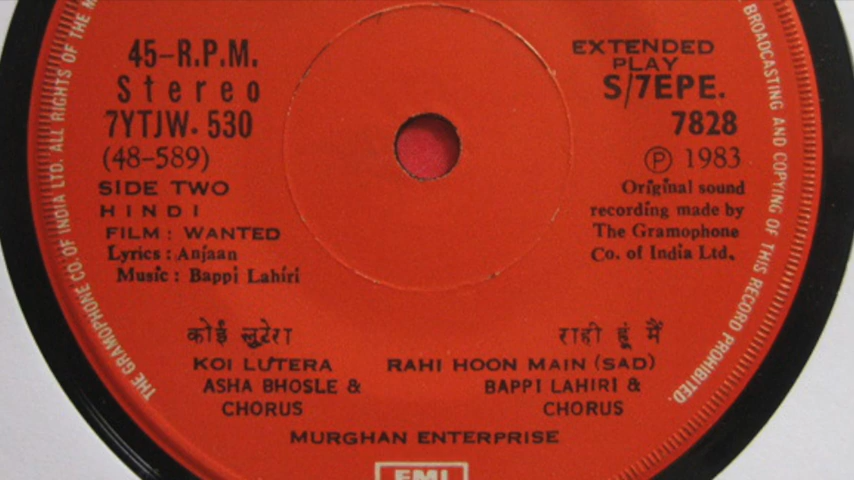 45-R.P.M.
Stereo
7YTJW. 530
(48-589)
SIDE TWO
HINDI
FILM : WANTED
Lyrics : Anjaan
Music : Bappi Lahiri
EXTENDED
PLAY
S/7EPE.
7828
Ⓟ 1983
Original sound
recording made by
The Gramophone
Co. of India Ltd.
कोई लुटेरा
KOI LUTERA
ASHA BHOSLE &
CHORUS
राही हूं मैं
RAHI HOON MAIN (SAD)
BAPPI LAHIRI &
CHORUS
MURGHAN ENTERPRISE
EMI
THE GRAMOPHONE CO. OF INDIA LTD. ALL RIGHTS OF THE
BROADCASTING AND COPYING OF THIS RECORD PROHIBITED.